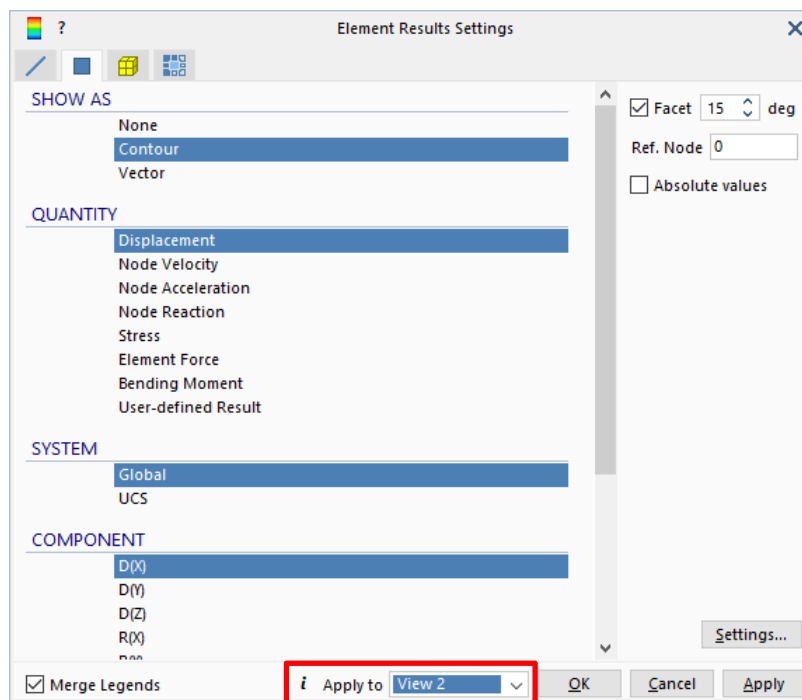 ? Element Results Settings
SHOW AS
None
Contour
Vector
QUANTITY
Displacement
Node Velocity
Node Acceleration
Node Reaction
Stress
Element Force
Bending Moment
User-defined Result
SYSTEM
Global
UCS
COMPONENT
D(X)
D(Y)
D(Z)
R(X)
Facet 15 deg
Ref. Node 0
Absolute values
Settings...
Merge Legends
i Apply to View 2
OK
Cancel
Apply